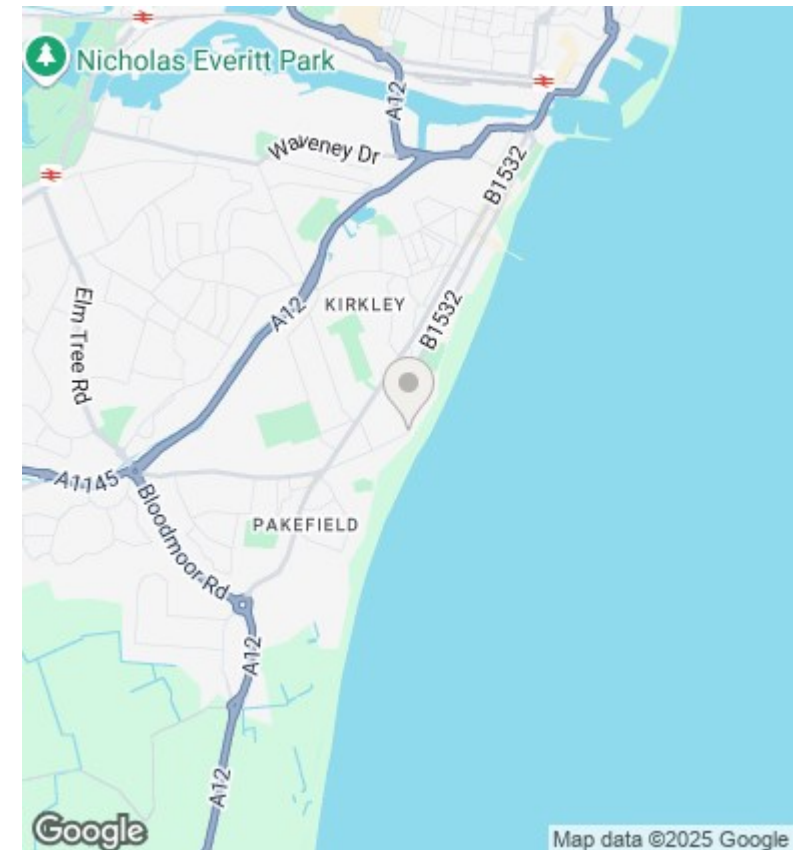 Nicholas Everitt Park
A12
Waveney Dr
B1532
Elm Tree Rd
KIRKLEY
A12
B1532
A1145
Bloodmoor Rd
PAKEFIELD
A12
A12
Google
Map data ©2025 Google